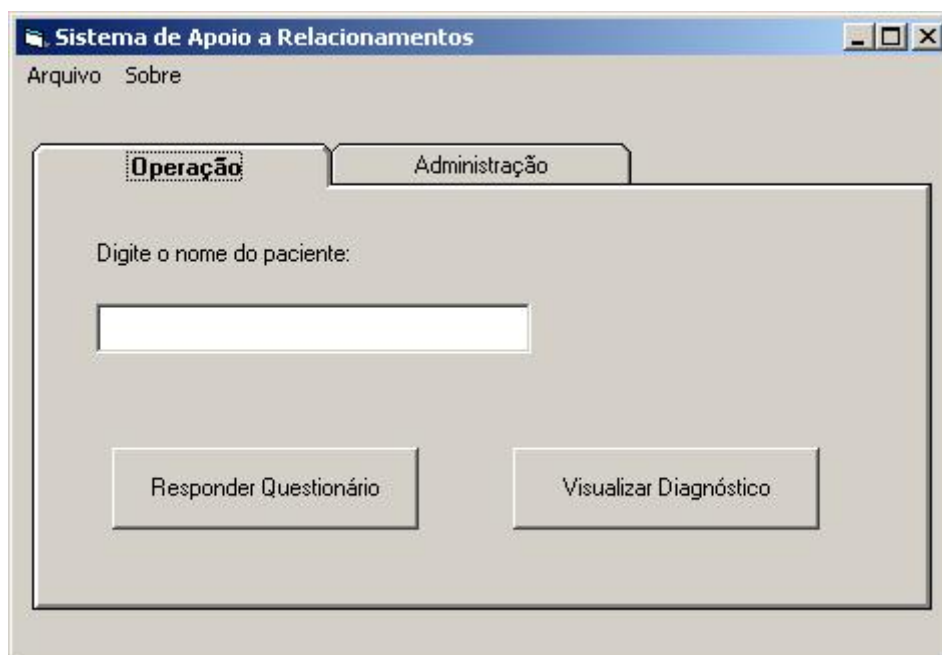 Sistema de Apoio a Relacionamentos
Arquivo Sobre
Operação Administração
Digite o nome do paciente:
Responder Questionário Visualizar Diagnóstico